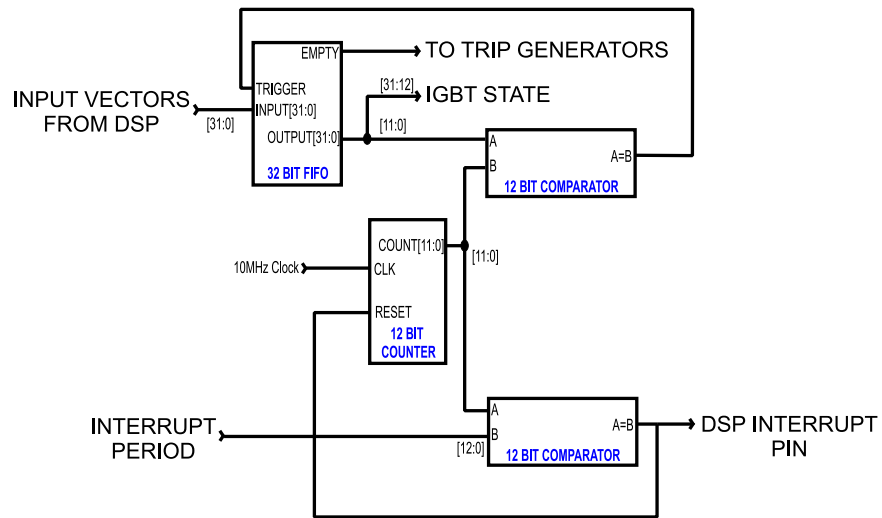 EMPTY
TO TRIP GENERATORS
TRIGGER
[31:12]
IGBT STATE
INPUT VECTORS
FROM DSP
[31:0]
INPUT[31:0]
OUTPUT[31:0]
[11:0]
32 BIT FIFO
A
B
A=B
12 BIT COMPARATOR
COUNT[11:0]
[11:0]
10MHz Clock
CLK
RESET
12 BIT
COUNTER
INTERRUPT
PERIOD
[12:0]
A
B
A=B
12 BIT COMPARATOR
DSP INTERRUPT
PIN